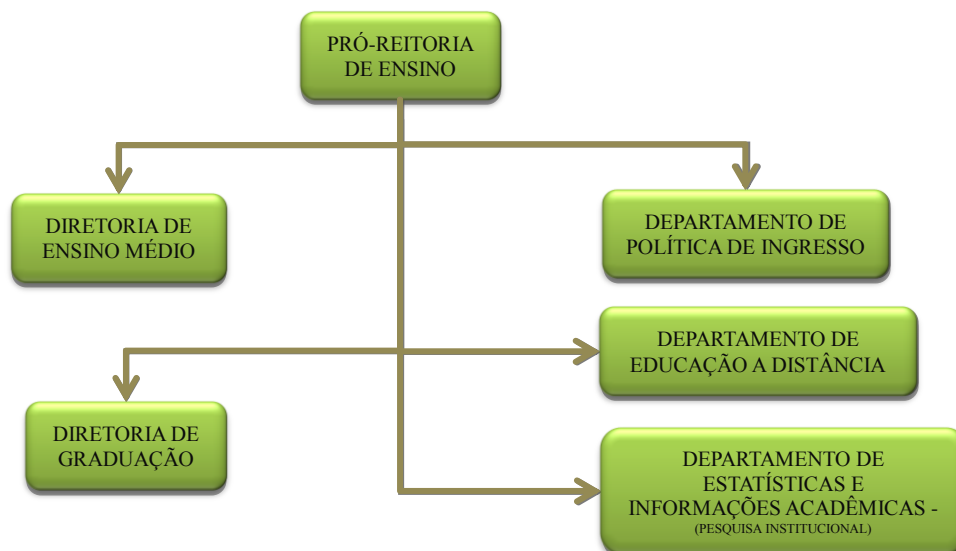 PRÓ-REITORIA
DE ENSINO
DIRETORIA DE
ENSINO MÉDIO
DEPARTAMENTO DE
POLÍTICA DE INGRESSO
DEPARTAMENTO DE
EDUCAÇÃO A DISTÂNCIA
DIRETORIA DE
GRADUAÇÃO
DEPARTAMENTO DE
ESTATÍSTICAS E
INFORMAÇÕES ACADÊMICAS -
(PESQUISA INSTITUCIONAL)